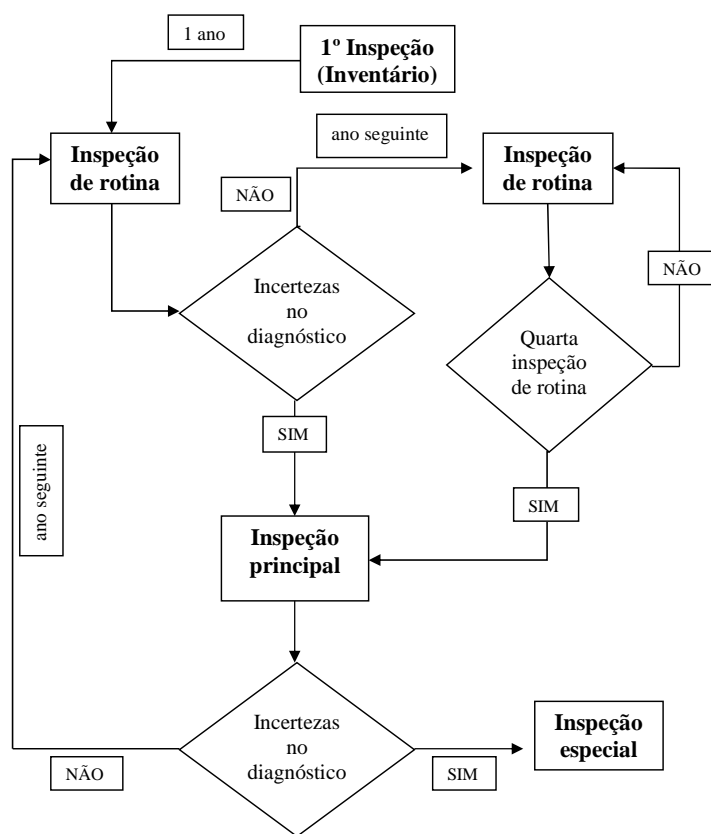 1 ano
1º Inspeção
(Inventário)
ano seguinte
Inspeção
de rotina
Inspeção
de rotina
NÃO
NÃO
Incertezas
no
diagnóstico
Quarta
inspeção
de rotina
SIM
ano seguinte
SIM
Inspeção
principal
Incertezas
no
diagnóstico
Inspeção
especial
NÃO
SIM